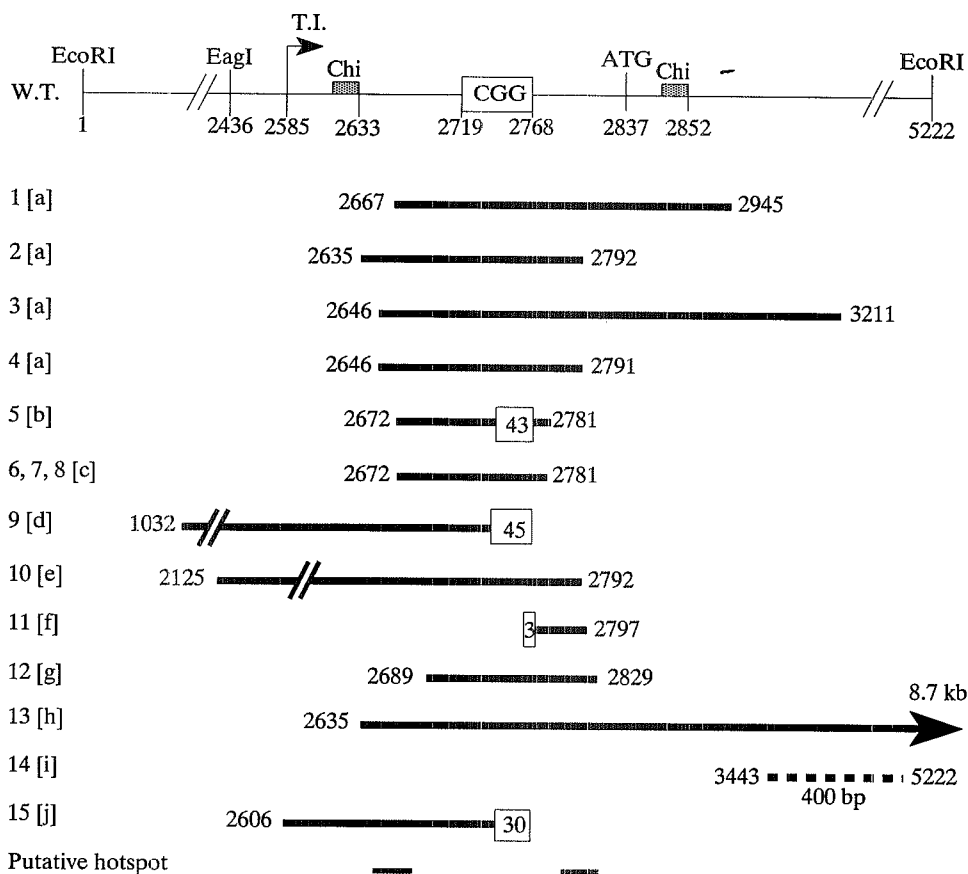 T.I.
EcoRI EagI Chi ATG Chi EcoRI
W.T. CGG
1 2436 2585 2633 2719 2768 2837 2852 5222
1 [a] 2667 2945
2 [a] 2635 2792
3 [a] 2646 3211
4 [a] 2646 2791
5 [b] 2672 43 2781
6, 7, 8 [c] 2672 2781
9 [d] 1032 45
10 [e] 2125 2792
11 [f] 3 2797
12 [g] 2689 2829
8.7 kb
13 [h] 2635
14 [i] 3443 5222
400 bp
15 [j] 2606 30
Putative hotspot